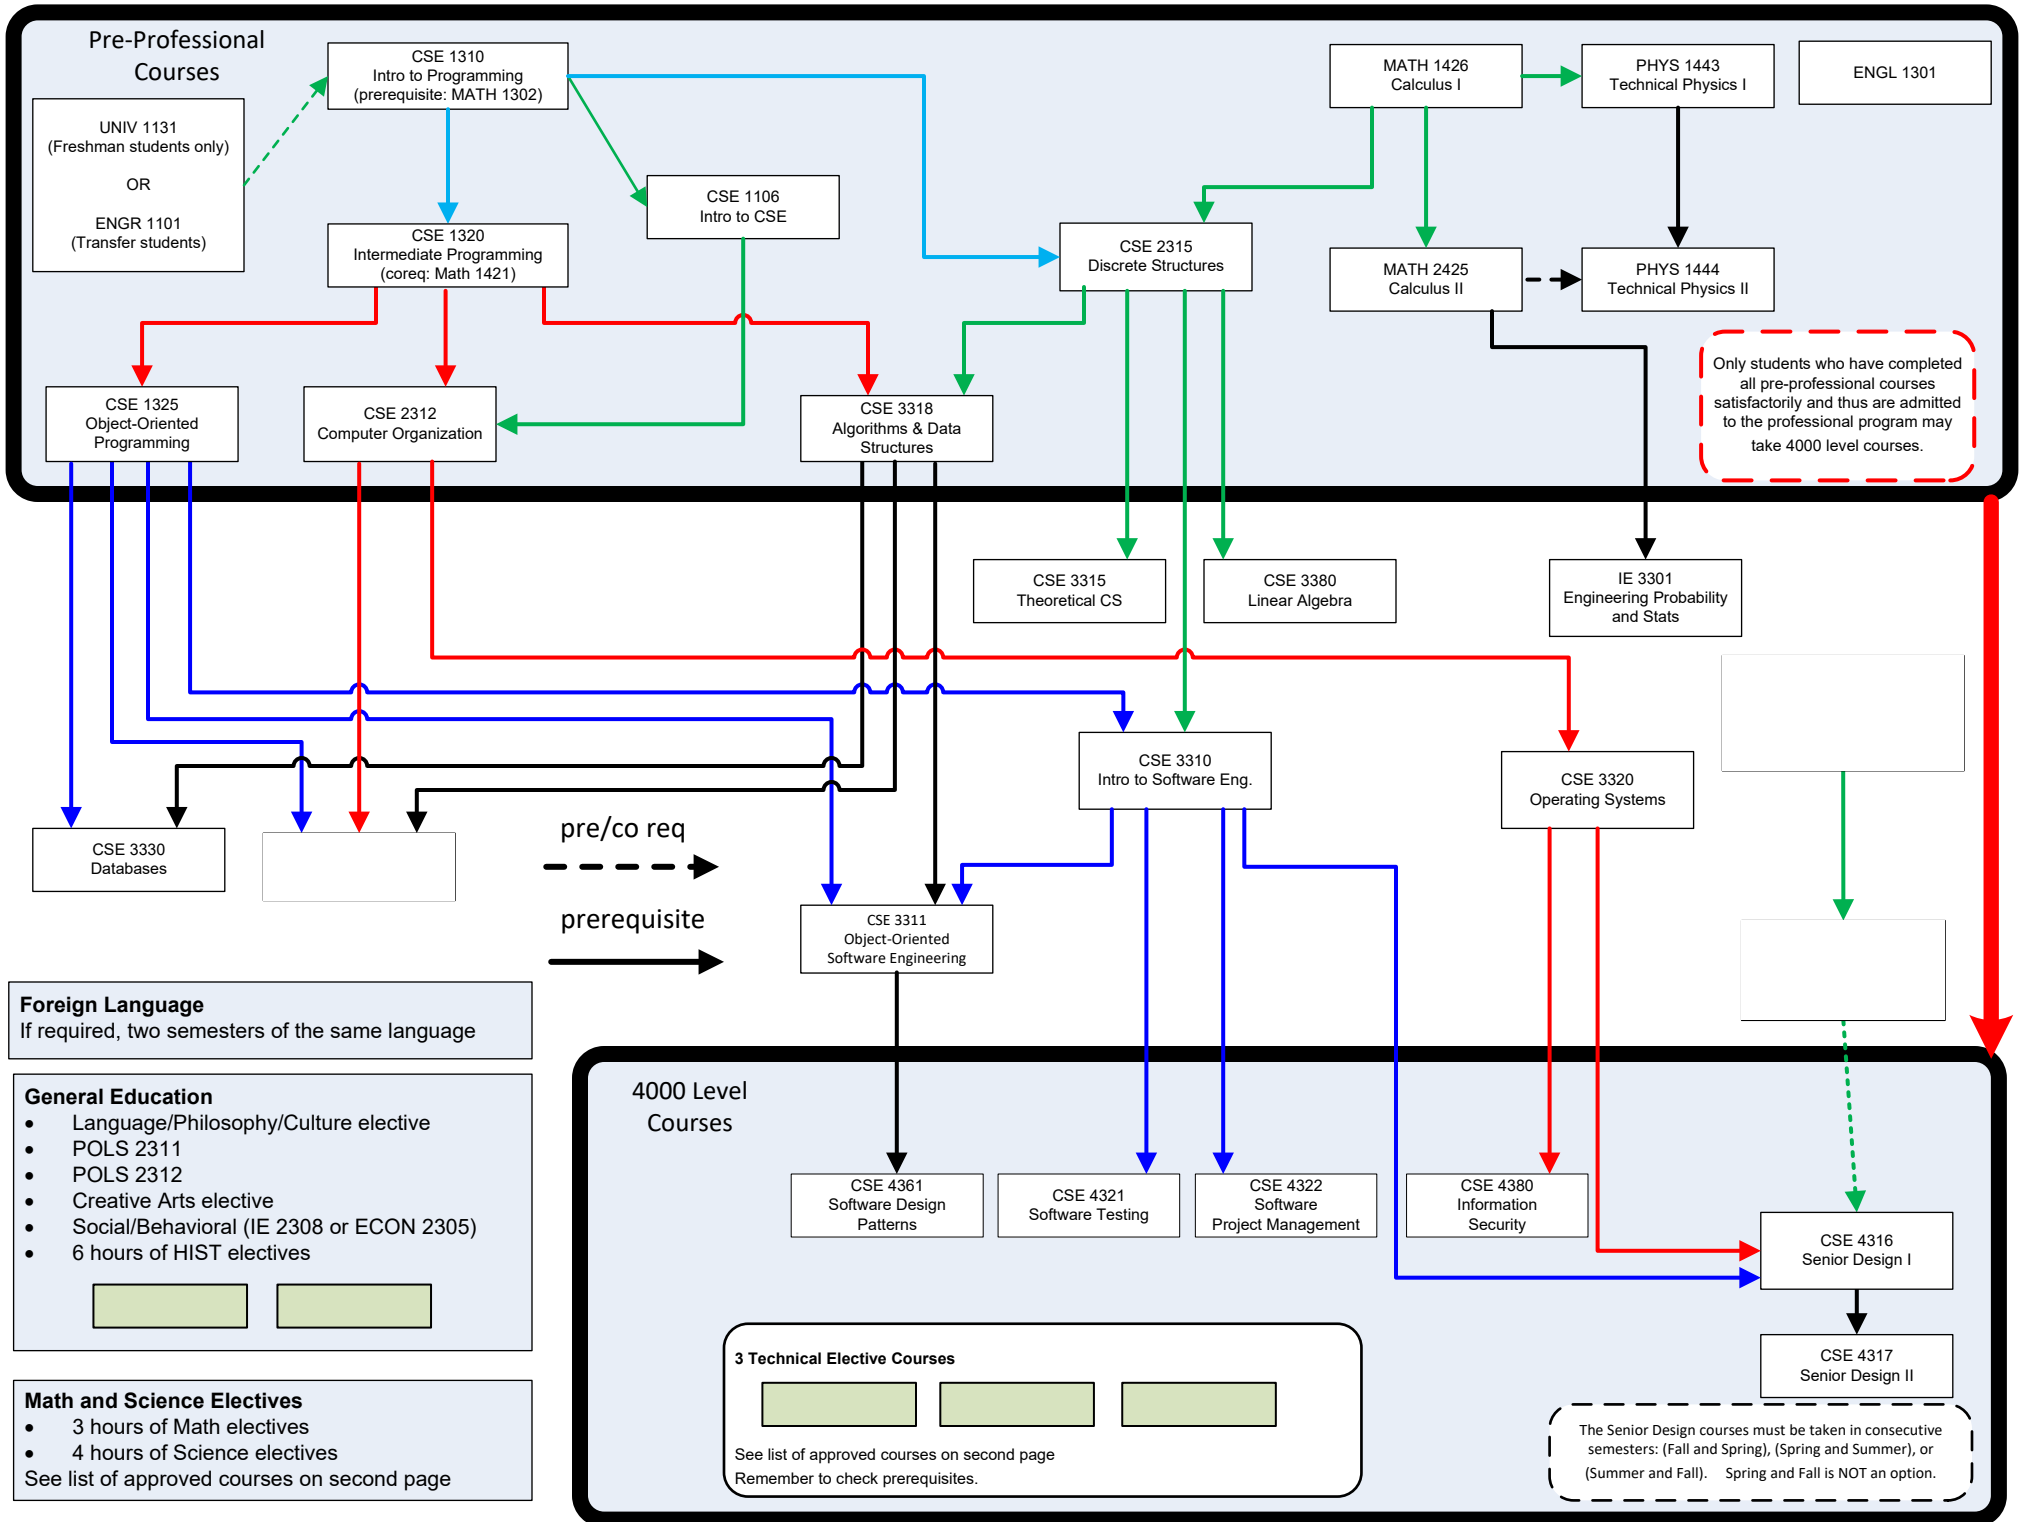 Pre-Professional
Courses
CSE 1310
Intro to Programming
(prerequisite: MATH 1302)
MATH 1426
Calculus I
PHYS 1443
Technical Physics I
ENGL 1301
UNIV 1131
(Freshman students only)
OR
ENGR 1101
(Transfer students)
CSE 1106
Intro to CSE
CSE 1320
Intermediate Programming
(coreq: Math 1421)
CSE 2315
Discrete Structures
MATH 2425
Calculus II
PHYS 1444
Technical Physics II
Only students who have completed
all pre-professional courses
satisfactorily and thus are admitted
to the professional program may
take 4000 level courses.
CSE 1325
Object-Oriented
Programming
CSE 2312
Computer Organization
CSE 3318
Algorithms & Data
Structures
CSE 3315
Theoretical CS
CSE 3380
Linear Algebra
IE 3301
Engineering Probability
and Stats
CSE 3310
Intro to Software Eng.
CSE 3320
Operating Systems
CSE 3330
Databases
pre/co req
prerequisite
CSE 3311
Object-Oriented
Software Engineering
Foreign Language
If required, two semesters of the same language
General Education
• Language/Philosophy/Culture elective
• POLS 2311
• POLS 2312
• Creative Arts elective
• Social/Behavioral (IE 2308 or ECON 2305)
• 6 hours of HIST electives
Math and Science Electives
• 3 hours of Math electives
• 4 hours of Science electives
See list of approved courses on second page
4000 Level
Courses
CSE 4361
Software Design
Patterns
CSE 4321
Software Testing
CSE 4322
Software
Project Management
CSE 4380
Information
Security
CSE 4316
Senior Design I
CSE 4317
Senior Design II
3 Technical Elective Courses
See list of approved courses on second page
Remember to check prerequisites.
The Senior Design courses must be taken in consecutive
semesters: (Fall and Spring), (Spring and Summer), or
(Summer and Fall). Spring and Fall is NOT an option.